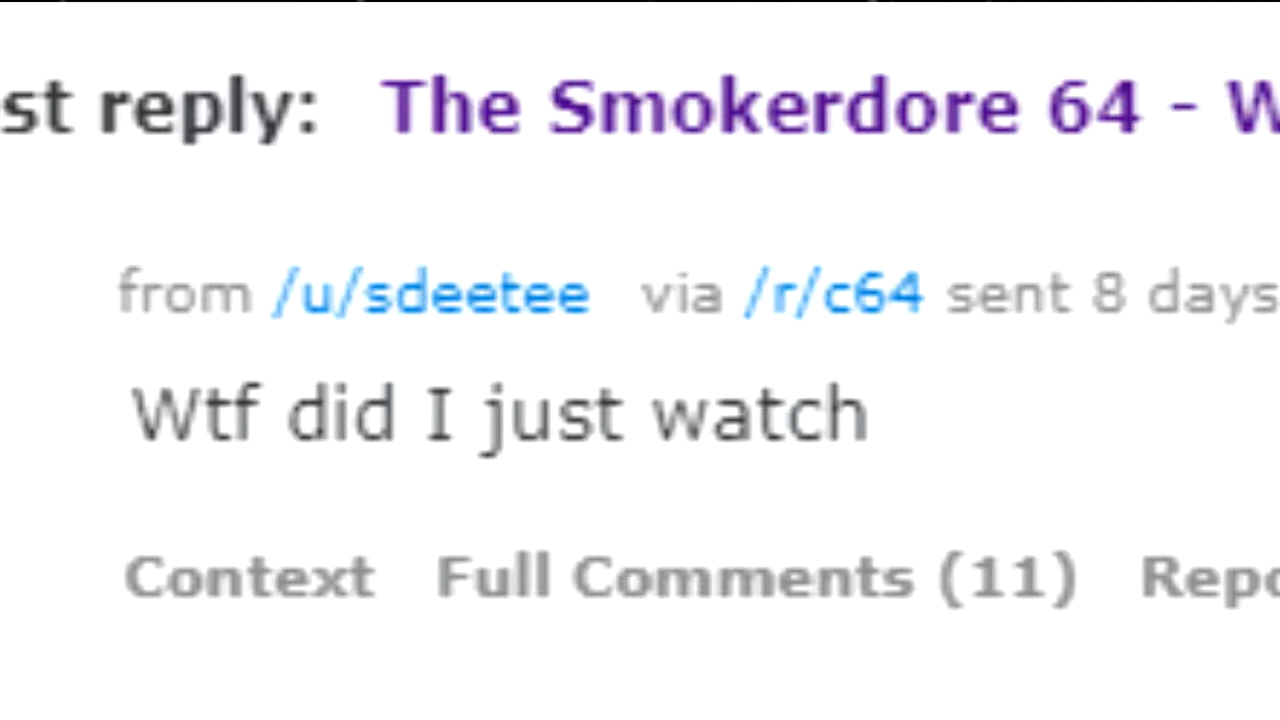 st reply: The Smokerdore 64 - W
from /u/sdeetee via /r/c64 sent 8 days
Wtf did I just watch
Context Full Comments (11) Repo